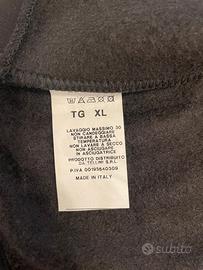 TG XL
LAVAGGIO MASSIMO 30
NON CANDEGGIARE
STIRARE A BASSA
TEMPERATURA
NON LAVARE A SECCO
NON ASCIUGARE
IN ASCIUGATRICE
PRODOTTO DISTRIBUITO
DA TELLINI S.R.L.
P.IVA 00193640309
MADE IN ITALY
subito